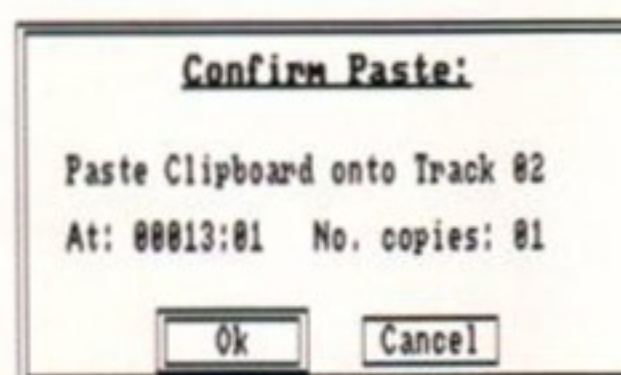 Confirm Paste:
Paste Clipboard onto Track 02
At: 00013:01 No. copies: 01
Ok Cancel